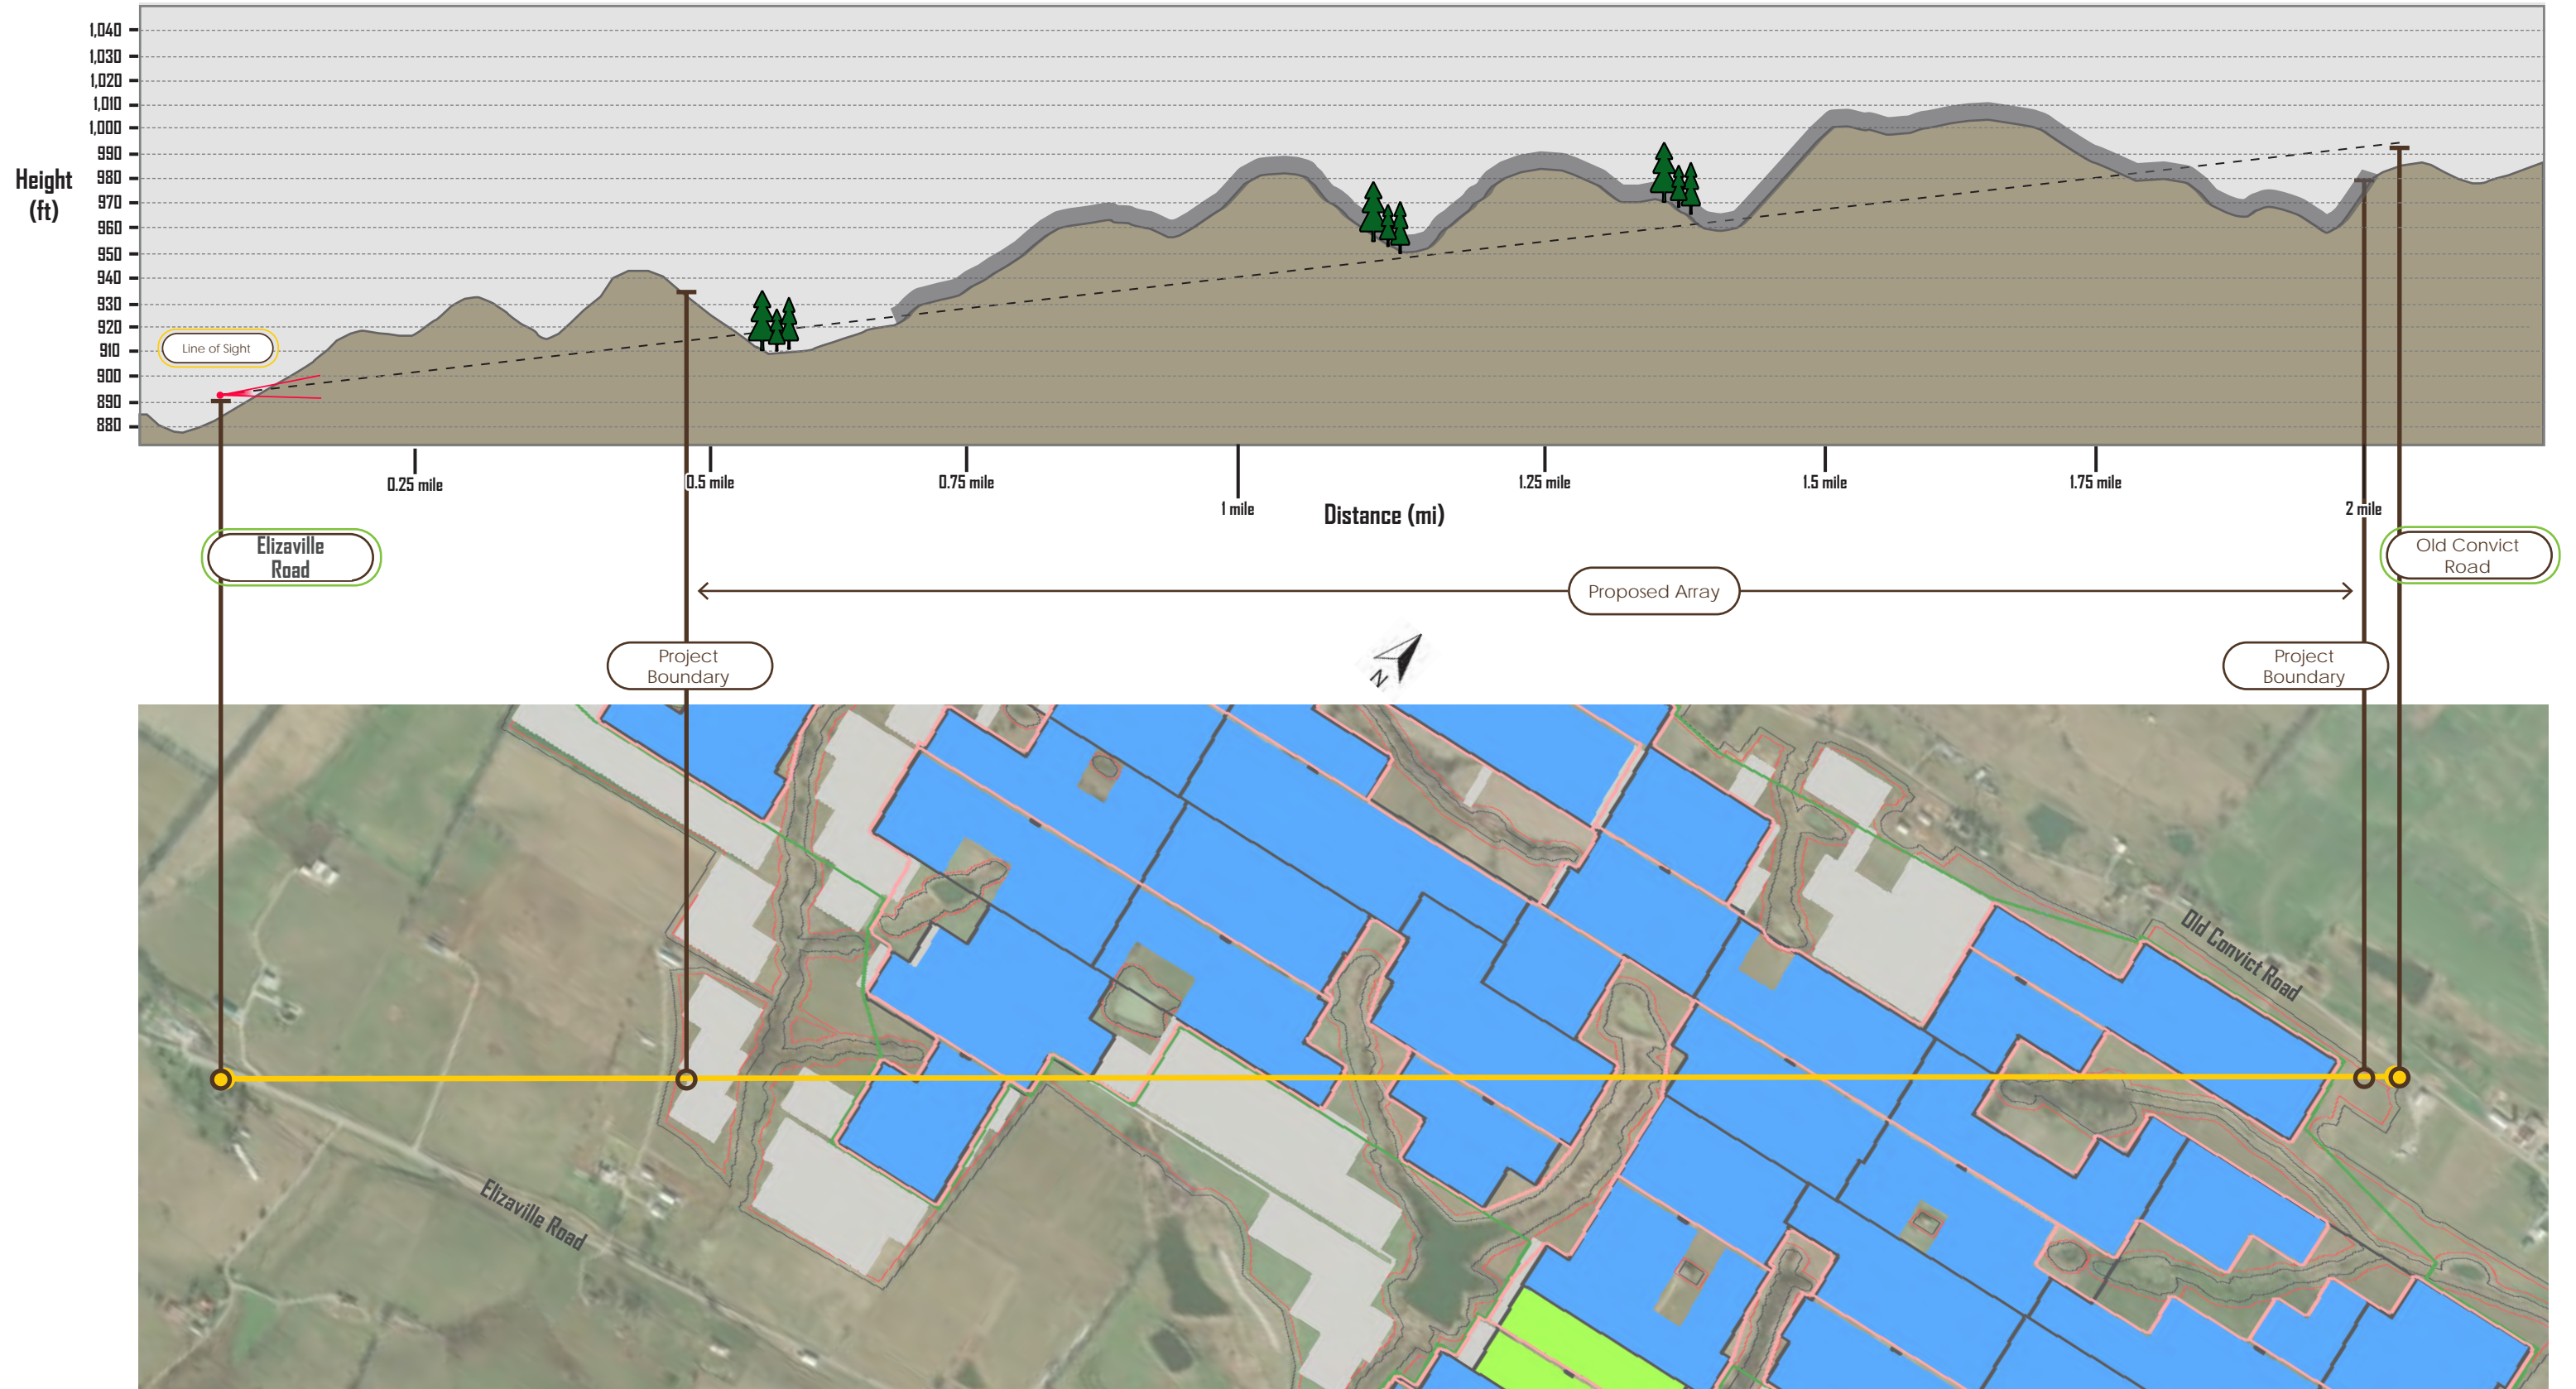 1,040
1,030
1,020
1,010
1,000
990
980
970
960
950
940
930
920
910
900
890
880
Height
(ft)
Line of Sight
0.25 mile
0.5 mile
0.75 mile
1 mile
1.25 mile
1.5 mile
1.75 mile
2 mile
Distance (mi)
Elizaville
Road
Old Convict
Road
Proposed Array
Project
Boundary
Project
Boundary
N
Old Convict Road
Elizaville Road